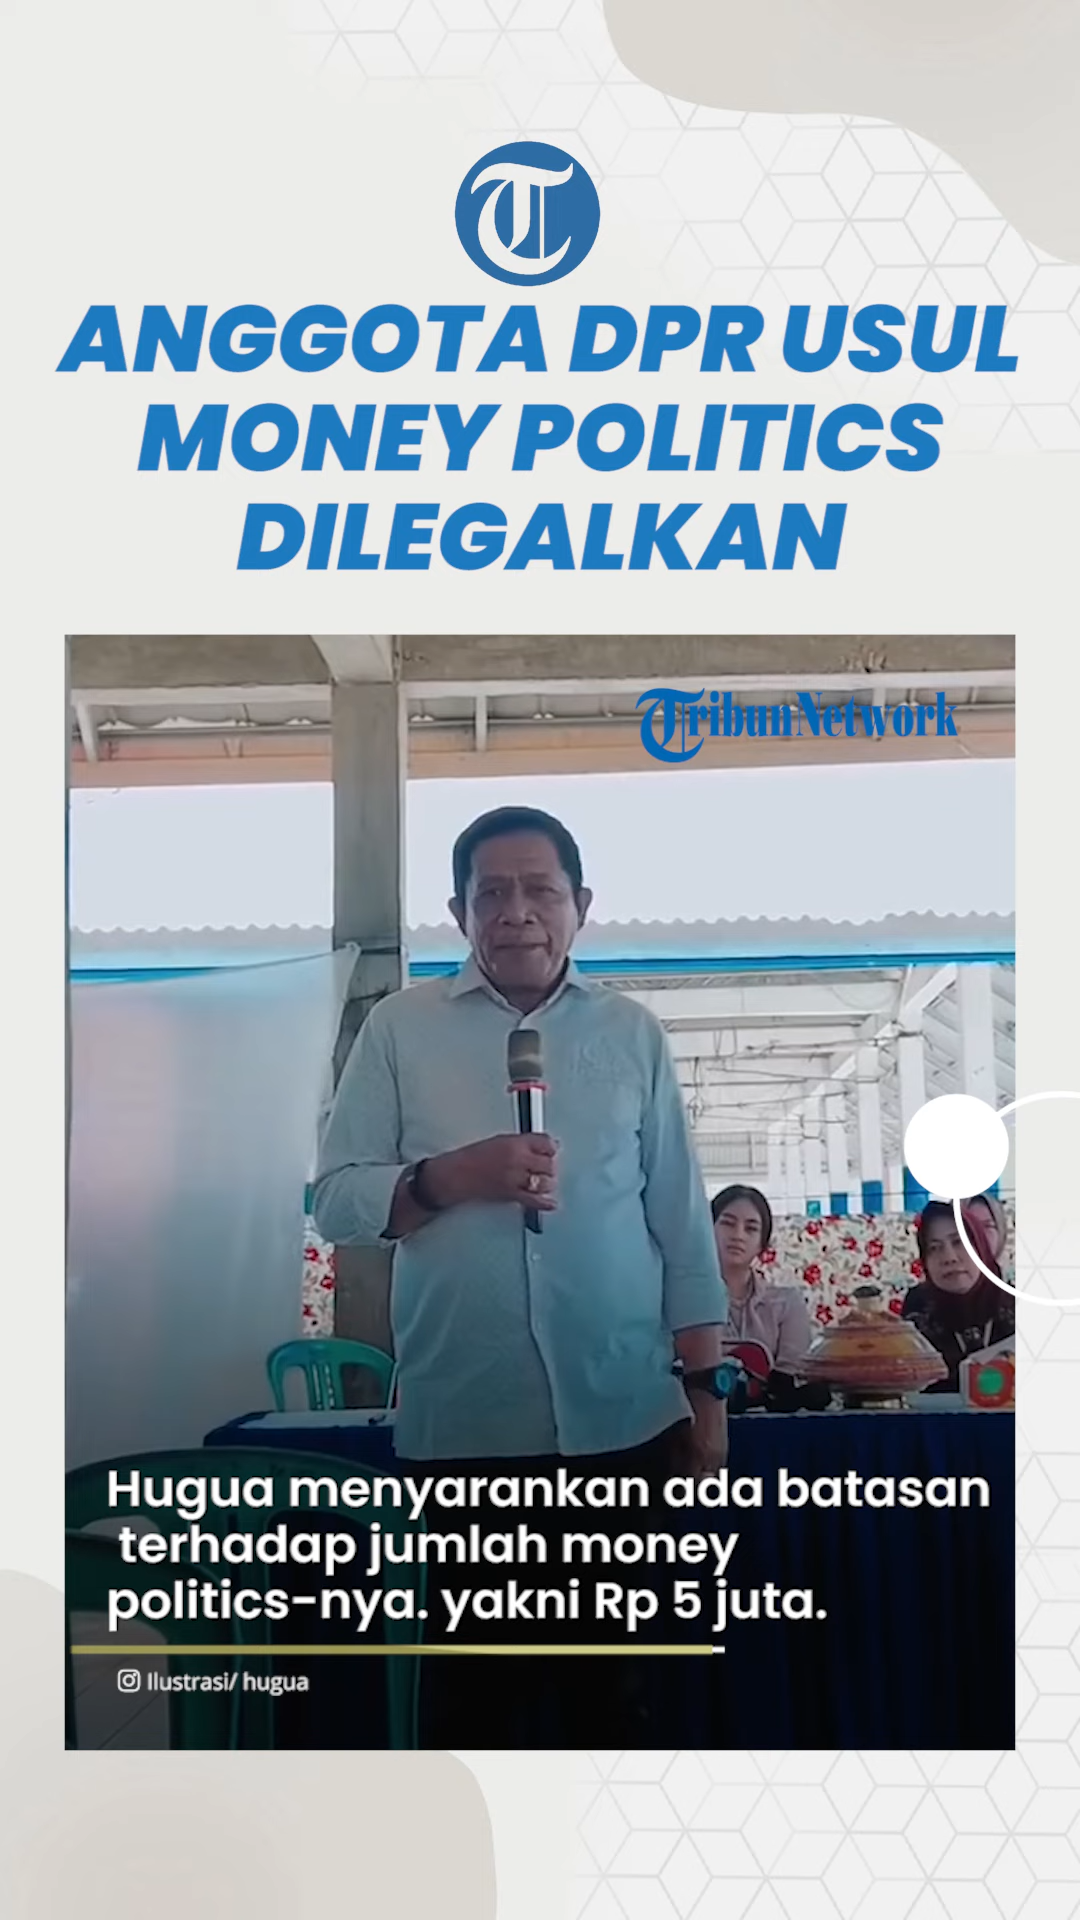 T
ANGGOTA DPR USUL
MONEY POLITICS
DILEGALKAN
TribunNetwork
Hugua menyarankan ada batasan
terhadap jumlah money
politics-nya. yakni Rp 5 juta.
Ilustrasi/ hugua